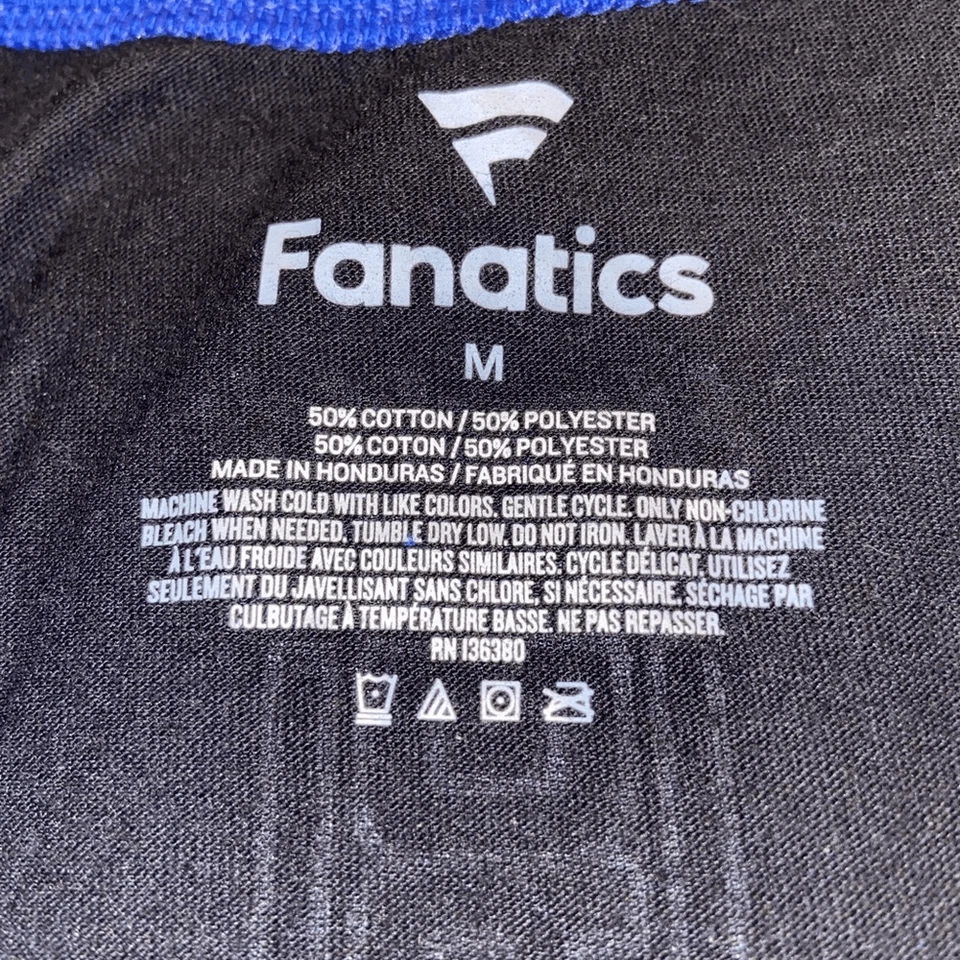 Fanatics
M
50% COTTON / 50% POLYESTER
50% COTON / 50% POLYESTER
MADE IN HONDURAS / FABRIQUÉ EN HONDURAS
MACHINE WASH COLD WITH LIKE COLORS. GENTLE CYCLE. ONLY NON-CHLORINE
BLEACH WHEN NEEDED. TUMBLE DRY LOW. DO NOT IRON. LAVER À LA MACHINE
À L'EAU FROIDE AVEC COULEURS SIMILAIRES. CYCLE DÉLICAT. UTILISEZ
SEULEMENT DU JAVELLISANT SANS CHLORE, SI NÉCESSAIRE. SÉCHAGE PAR
CULBUTAGE À TEMPÉRATURE BASSE. NE PAS REPASSER.
RN 136380